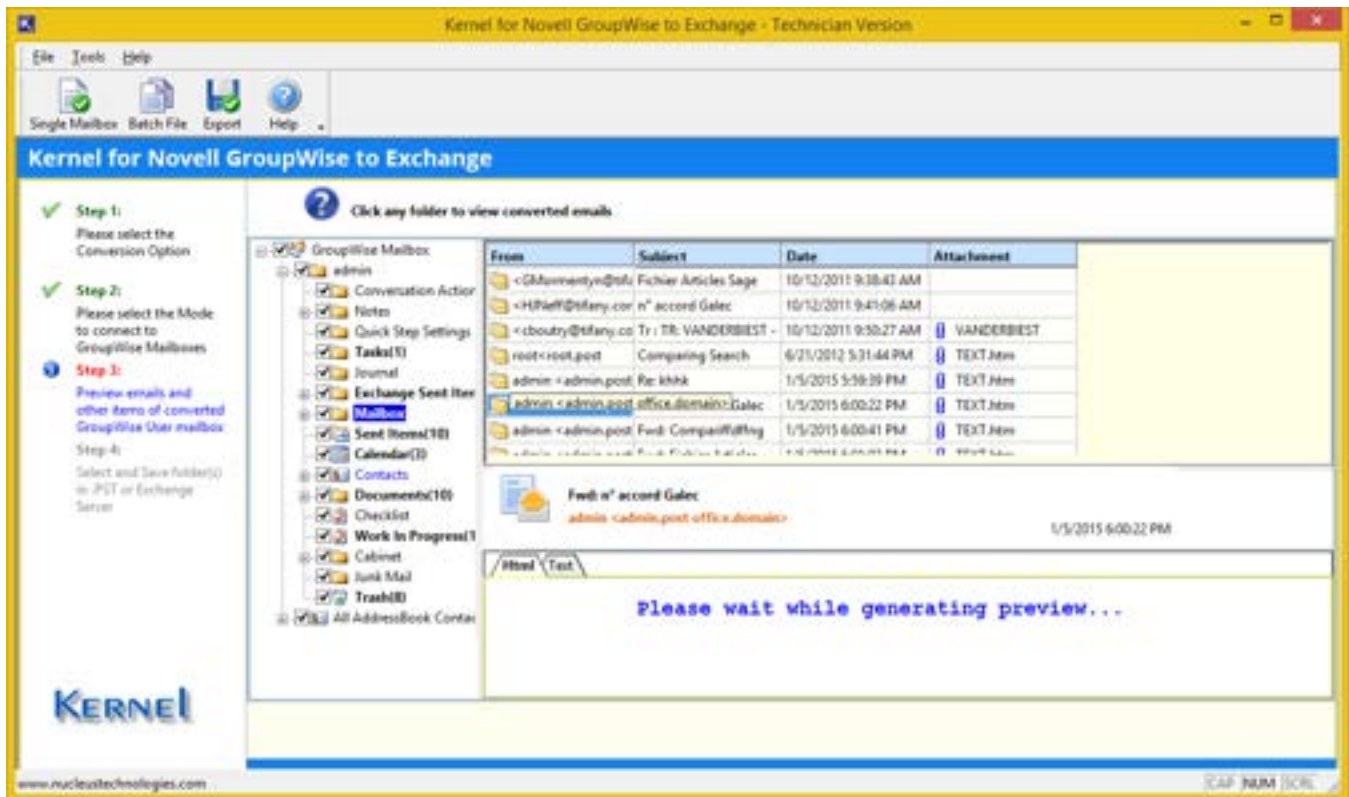 Kernel for Novell GroupWise to Exchange - Technician Version
File Tools Help
Single Mailbox Batch File Export Help
Kernel for Novell GroupWise to Exchange
Step 1:
Please select the
Conversion Option
Step 2:
Please select the Mode
to connect to
GroupWise Mailboxes
Step 3:
Preview emails and
other items of converted
GroupWise User mailbox
Step 4:
Select and Save folder(s)
in .PST or Exchange
Server
KERNEL
Click any folder to view converted emails
GroupWise Mailbox
admin
Conversation Action
Notes
Quick Step Settings
Tasks(1)
Journal
Exchange Sent Iter
Mailbox
Sent Items(10)
Calendar(3)
Contacts
Documents(10)
Checklist
Work In Progress(1
Cabinet
Junk Mail
Trash(8)
All AddressBook Contac
From Subject Date Attachment
Fichier Articles Sage 10/12/2011 9:38:43 AM
n° accord Galec 10/12/2011 9:41:06 AM
<cboutry@tifany.co Tr : TR: VANDERBIEST - 10/12/2011 9:50:27 AM VANDERBIEST
root<root.post Comparing Search 6/21/2012 5:31:44 PM TEXT.htm
admin <admin.post Re: khhk 1/5/2015 5:59:39 PM TEXT.htm
admin <admin.post office.domain> Galec 1/5/2015 6:00:22 PM TEXT.htm
admin <admin.post Fwd: 1/5/2015 6:00:41 PM TEXT.htm
Fwd: n° accord Galec
admin <admin.post office.domain>
1/5/2015 6:00:22 PM
Html Text
Please wait while generating preview...
www.nucleustechnologies.com
CAP NUM SCRL